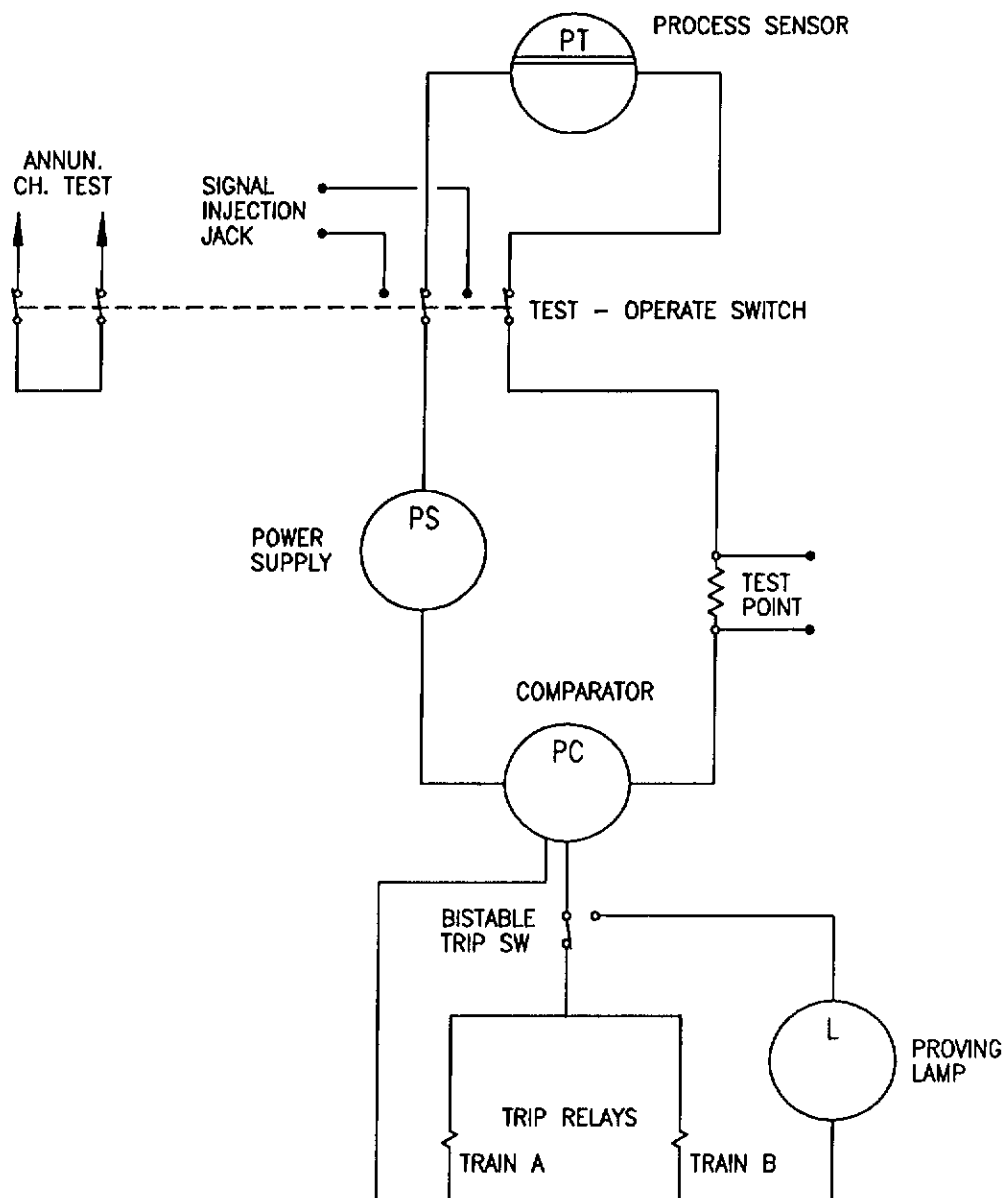 PT
PROCESS SENSOR
ANNUN.
CH. TEST
SIGNAL
INJECTION
JACK
TEST - OPERATE SWITCH
PS
POWER
SUPPLY
TEST
POINT
COMPARATOR
PC
BISTABLE
TRIP SW
L
PROVING
LAMP
TRIP RELAYS
TRAIN A
TRAIN B